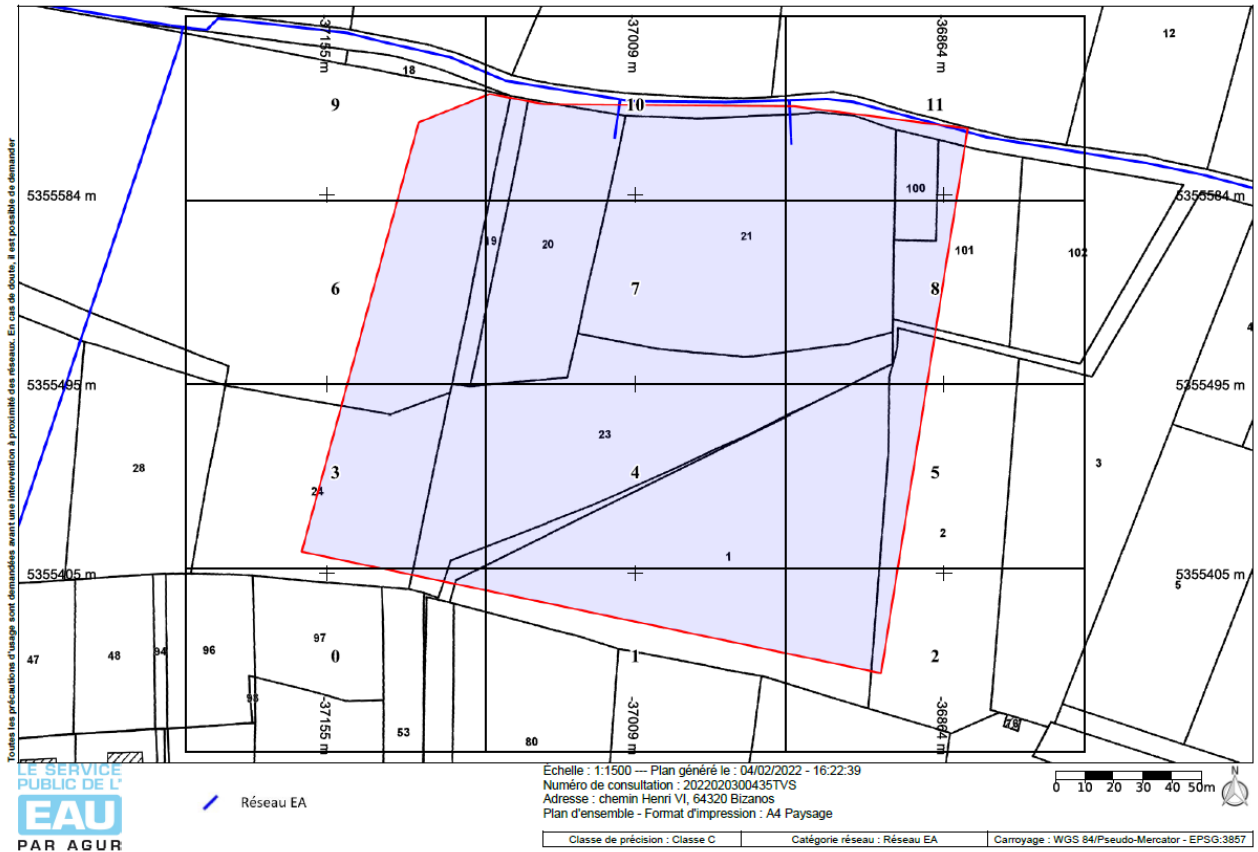 -37155 m
-37009 m
-36864 m
12
18
9
10
11
5355584 m
100
5355584 m
19
20
21
101
102
6
7
8
4
5355495 m
5355495 m
23
28
24
3
4
5
3
2
1
5355405 m
5355405 m
5
97
47
48
94
96
0
1
2
93
53
80
-37155 m
-37009 m
-36864 m
Toutes les précautions d'usage sont demandées avant une intervention à proximité des réseaux. En cas de doute, il est possible de demander
LE SERVICE
PUBLIC DE L'
EAU
PAR AGUR
Réseau EA
Échelle : 1:1500 --- Plan généré le : 04/02/2022 - 16:22:39
Numéro de consultation : 2022020300435TVS
Adresse : chemin Henri VI, 64320 Bizanos
Plan d'ensemble - Format d'impression : A4 Paysage
0 10 20 30 40 50m
N
Classe de précision : Classe C Catégorie réseau : Réseau EA Carroyage : WGS 84/Pseudo-Mercator - EPSG:3857